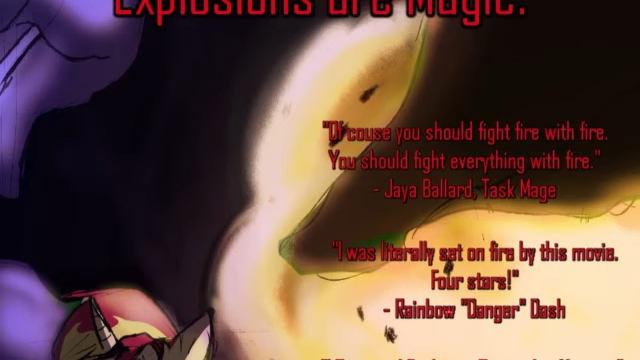 Explosions are Magic.
"Of couse you should fight fire with fire.
You should fight everything with fire."
- Jaya Ballard, Task Mage
"I was literally sat on fire by this movie.
Four stars!"
- Rainbow "Danger" Dash